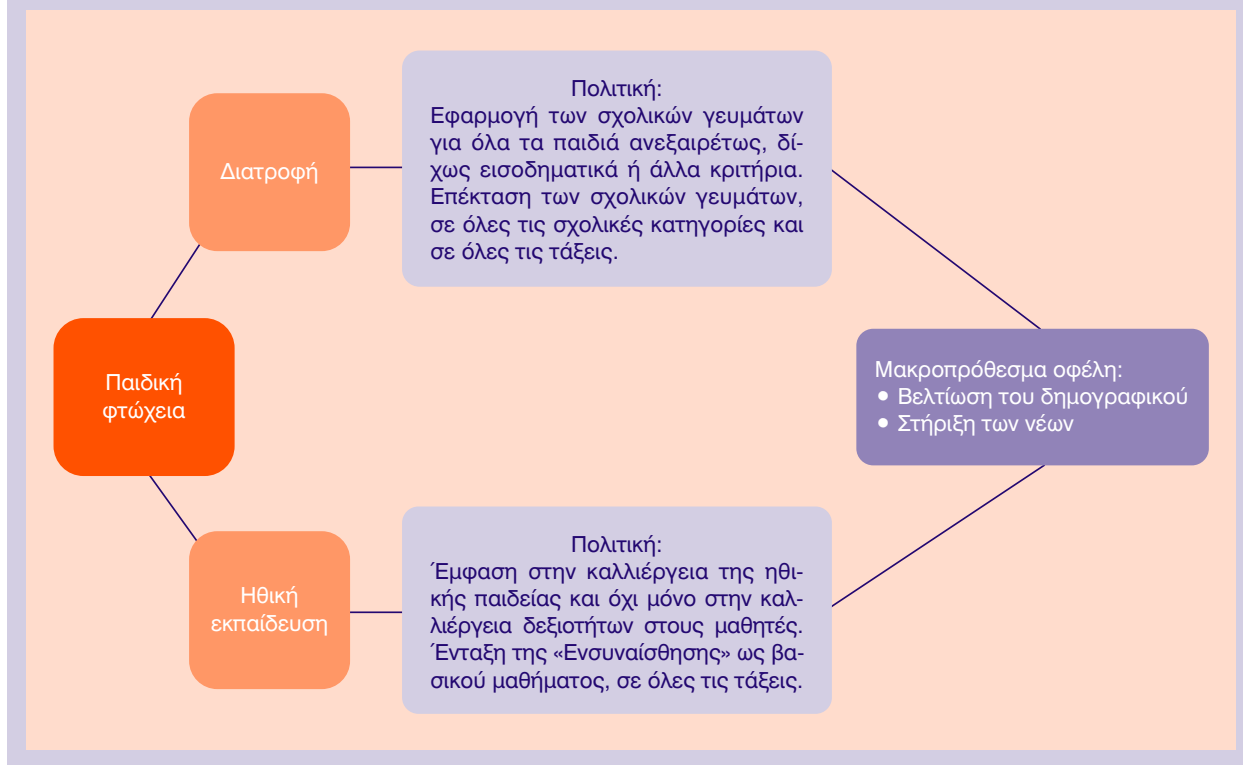 Πολιτική:
Εφαρμογή των σχολικών γευμάτων
για όλα τα παιδιά ανεξαιρέτως, δί-
χως εισοδηματικά ή άλλα κριτήρια.
Επέκταση των σχολικών γευμάτων,
σε όλες τις σχολικές κατηγορίες και
σε όλες τις τάξεις.
Διατροφή
Παιδική
φτώχεια
Μακροπρόθεσμα οφέλη:
• Βελτίωση του δημογραφικού
• Στήριξη των νέων
Ηθική
εκπαίδευση
Πολιτική:
Έμφαση στην καλλιέργεια της ηθι-
κής παιδείας και όχι μόνο στην καλ-
λιέργεια δεξιοτήτων στους μαθητές.
Ένταξη της «Ενσυναίσθησης» ως βα-
σικού μαθήματος, σε όλες τις τάξεις.